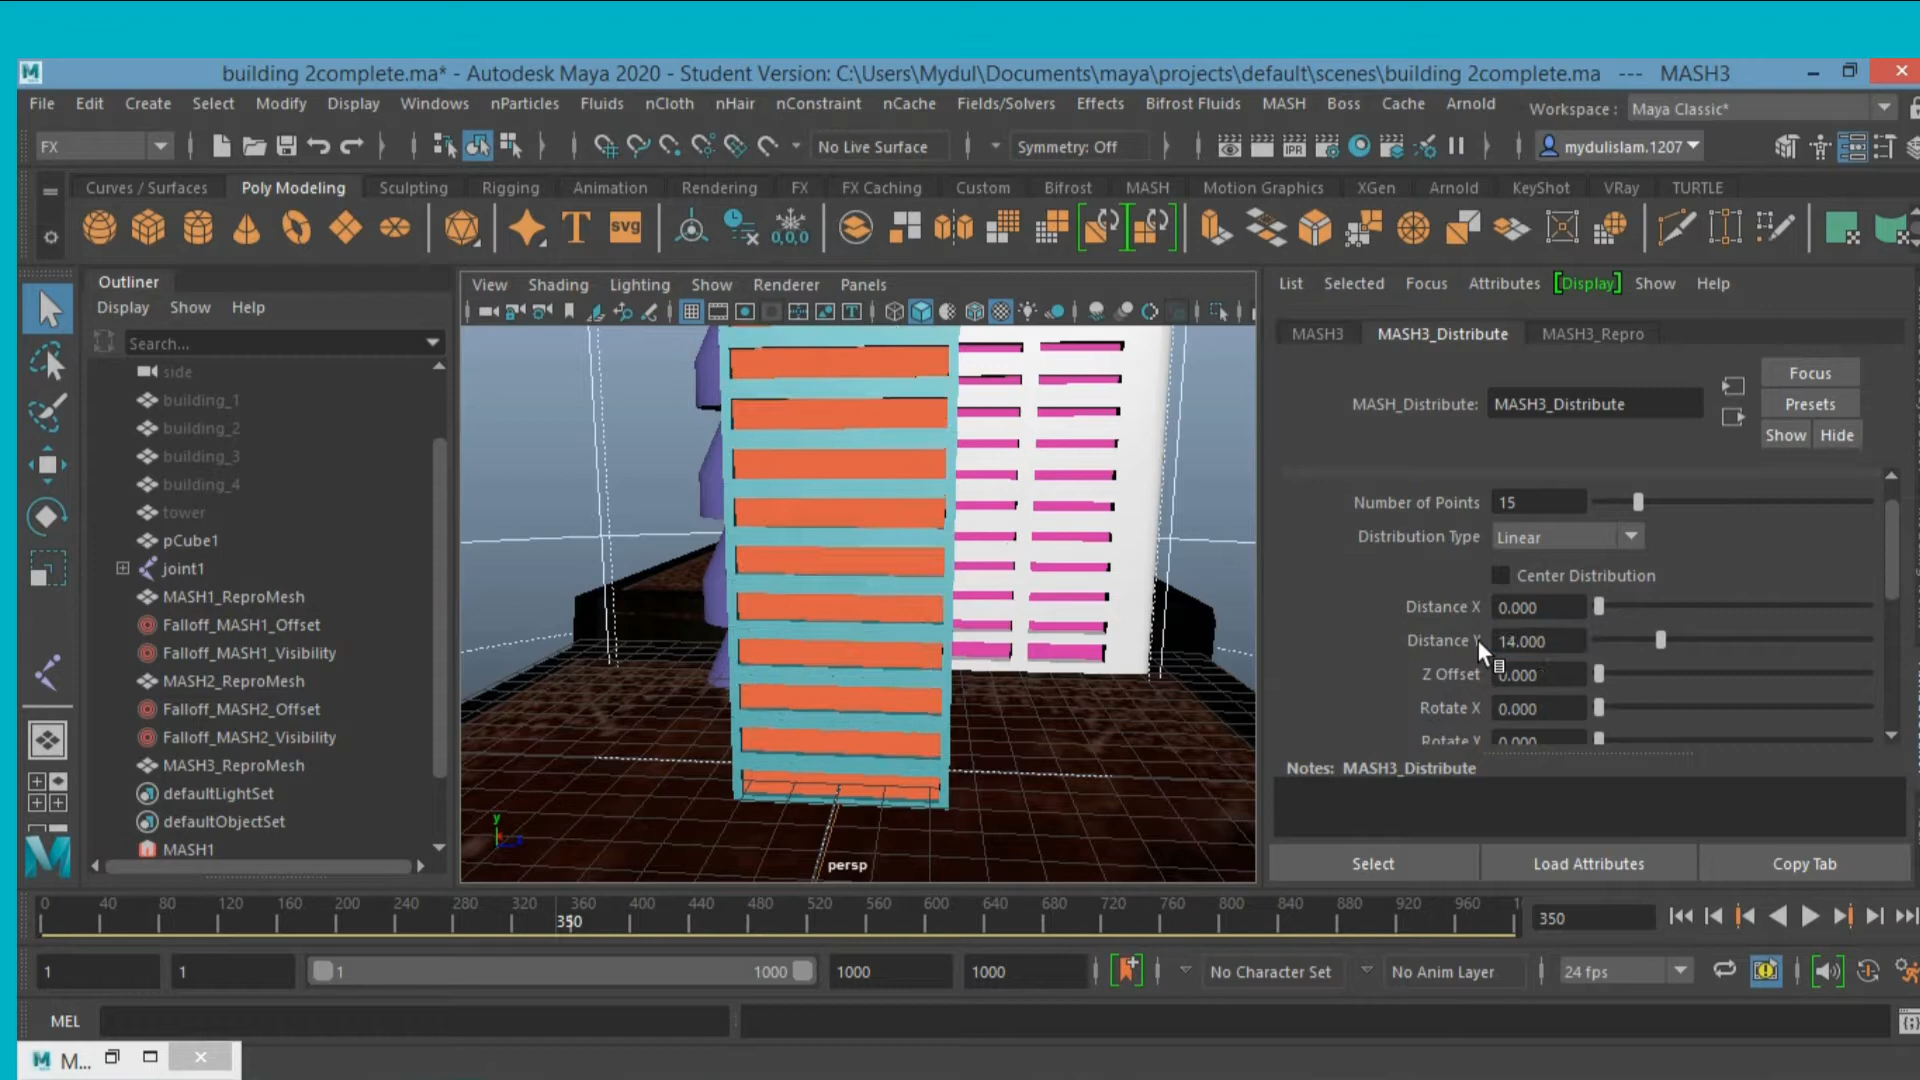 building 2complete.ma* - Autodesk Maya 2020 - Student Version: C:\Users\Mydul\Documents\maya\projects\default\scenes\building 2complete.ma --- MASH3
File Edit Create Select Modify Display Windows nParticles Fluids nCloth nHair nConstraint nCache Fields/Solvers Effects Bifrost Fluids MASH Boss Cache Arnold Workspace : Maya Classic*
FX No Live Surface Symmetry: Off IPR mydulislam.1207
Curves / Surfaces Poly Modeling Sculpting Rigging Animation Rendering FX FX Caching Custom Bifrost MASH Motion Graphics XGen Arnold KeyShot VRay TURTLE
T SVG 0,0,0
Outliner
Display Show Help
Search...
side
building_1
building_2
building_3
building_4
tower
pCube1
joint1
MASH1_ReproMesh
Falloff_MASH1_Offset
Falloff_MASH1_Visibility
MASH2_ReproMesh
Falloff_MASH2_Offset
Falloff_MASH2_Visibility
MASH3_ReproMesh
defaultLightSet
defaultObjectSet
MASH1
View Shading Lighting Show Renderer Panels
y
persp
List Selected Focus Attributes Display Show Help
MASH3 MASH3_Distribute MASH3_Repro
MASH_Distribute: MASH3_Distribute
Focus
Presets
Show Hide
Number of Points 15
Distribution Type Linear
Center Distribution
Distance X 0.000
Distance Y 14.000
Z Offset 0.000
Rotate X 0.000
Rotate Y 0.000
Notes: MASH3_Distribute
Select Load Attributes Copy Tab
0 40 80 120 160 200 240 280 320 360 400 440 480 520 560 600 640 680 720 760 800 840 880 920 960
350 350
1 1 1 1000 1000 1000 No Character Set No Anim Layer 24 fps
MEL
M...